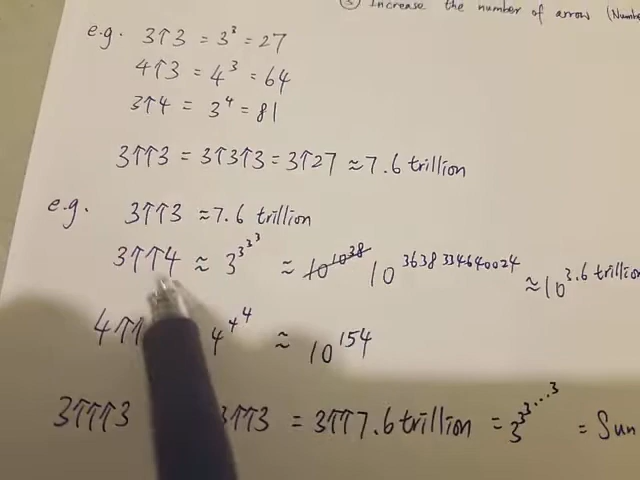 ③ Increase the number of arrow (Numbe
e.g. 3↑3 = 3³ = 27
4↑3 = 4³ = 64
3↑4 = 3⁴ = 81
3↑↑3 = 3↑3↑3 = 3↑27 ≈ 7.6 trillion
e.g. 3↑↑3 ≈ 7.6 trillion
3↑↑4 ≈ 3^3^3^3 ≈ 10^10^38 10^3638334640024 ≈ 10^3.6 trillion
4↑↑ 4^4^4 ≈ 10^154
3↑↑↑3 3↑↑3 = 3↑↑7.6 trillion = 3^3^3^...^3 = Sun